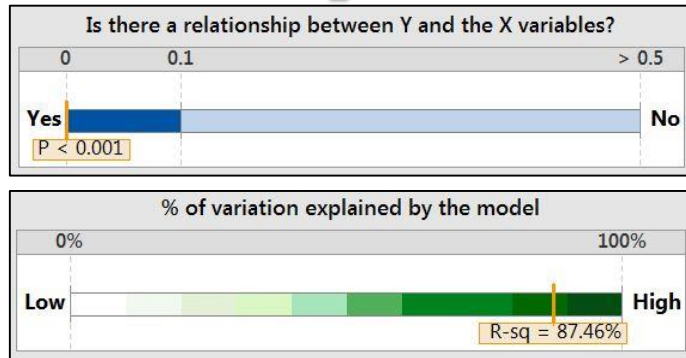 Is there a relationship between Y and the X variables?
0 0.1 > 0.5
Yes No
P < 0.001
% of variation explained by the model
0% 100%
Low High
R-sq = 87.46%